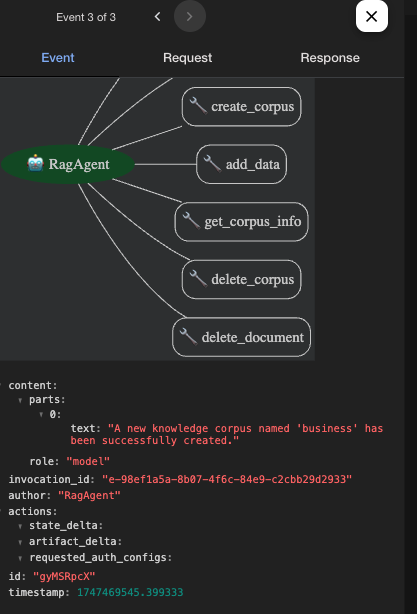 Event 3 of 3
Event Request Response
create_corpus
RagAgent
add_data
get_corpus_info
delete_corpus
delete_document
content:
parts:
0:
text: "A new knowledge corpus named 'business' has
been successfully created."
role: "model"
invocation_id: "e-98ef1a5a-8b07-4f6c-84e9-c2cbb29d2933"
author: "RagAgent"
actions:
state_delta:
artifact_delta:
requested_auth_configs:
id: "gyMSRpcX"
timestamp: 1747469545.399333